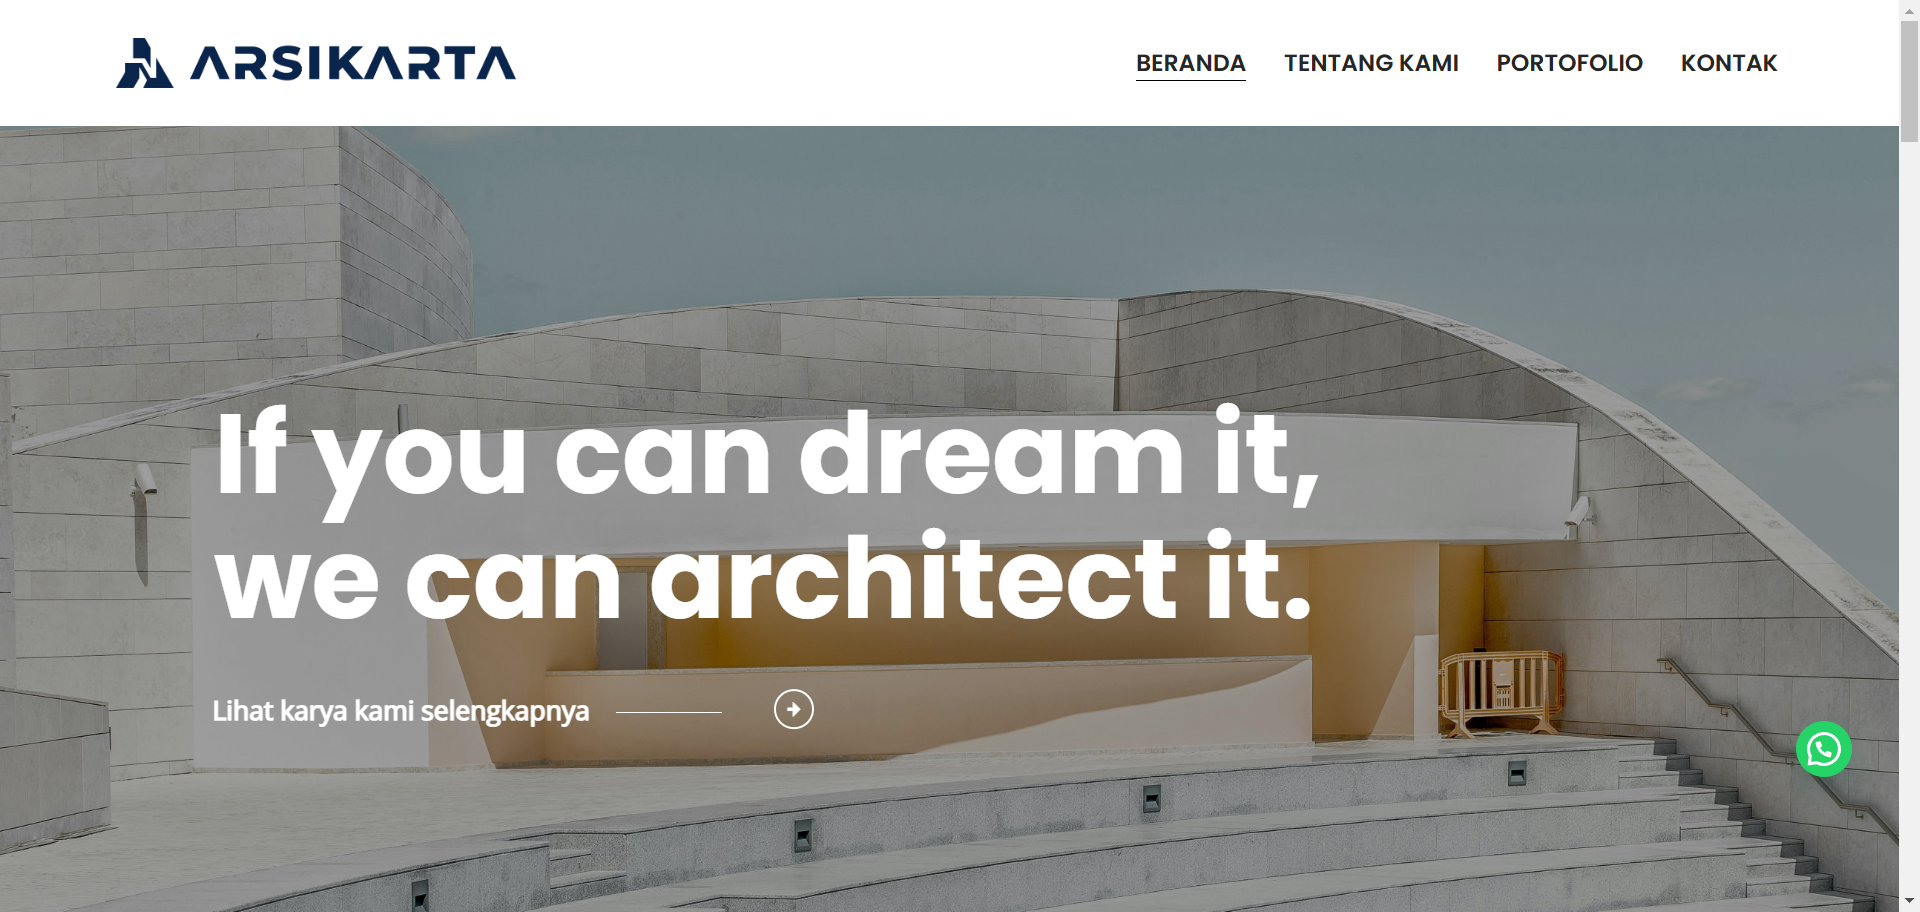 ARSIKARTA
BERANDA TENTANG KAMI PORTOFOLIO KONTAK
If you can dream it,
we can architect it.
Lihat karya kami selengkapnya